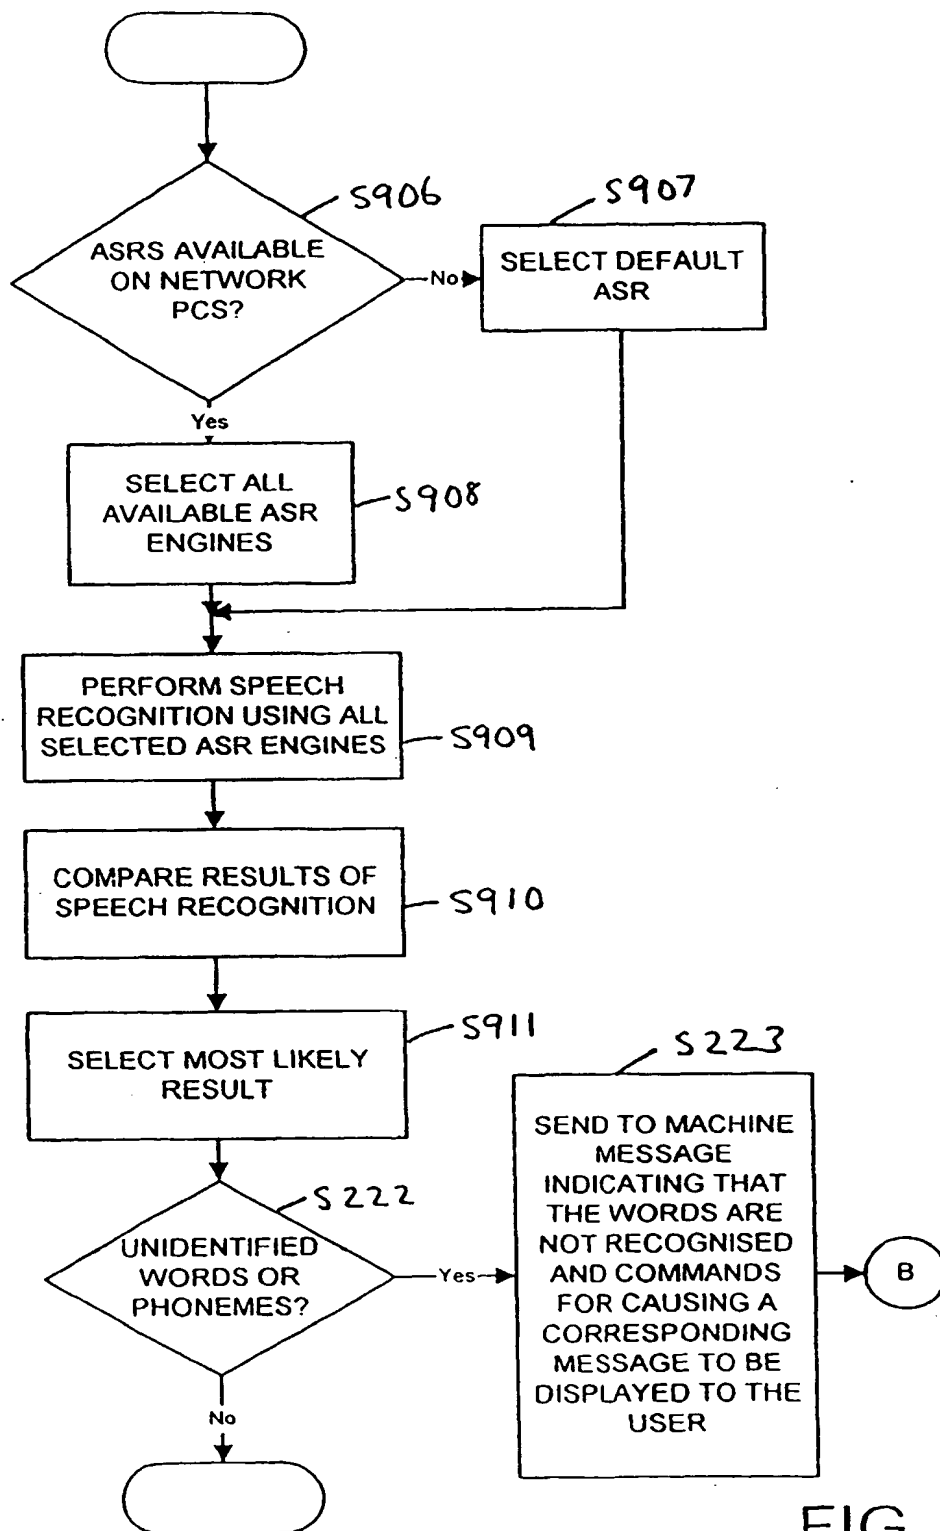 S906
ASRS AVAILABLE
ON NETWORK
PCS?
No
S907
SELECT DEFAULT
ASR
Yes
SELECT ALL
AVAILABLE ASR
ENGINES
S908
PERFORM SPEECH
RECOGNITION USING ALL
SELECTED ASR ENGINES
S909
COMPARE RESULTS OF
SPEECH RECOGNITION
S910
SELECT MOST LIKELY
RESULT
S911
S222
UNIDENTIFIED
WORDS OR
PHONEMES?
Yes
S223
SEND TO MACHINE
MESSAGE
INDICATING THAT
THE WORDS ARE
NOT RECOGNISED
AND COMMANDS
FOR CAUSING A
CORRESPONDING
MESSAGE TO BE
DISPLAYED TO THE
USER
B
No
FIG